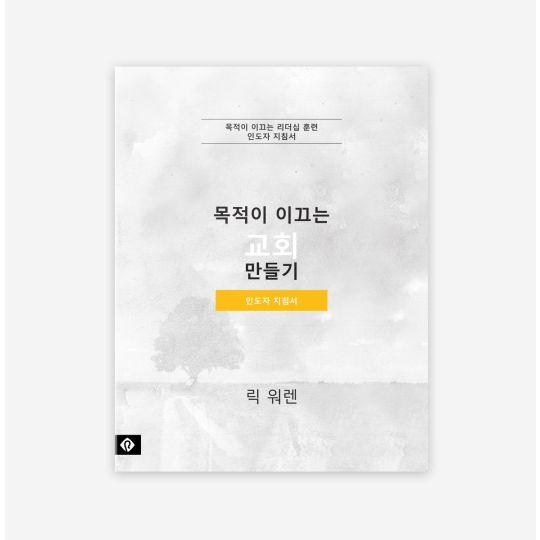 목적이 이끄는 리더십 훈련
인도자 지침서
목적이 이끄는
교회
만들기
인도자 지침서
릭 워렌